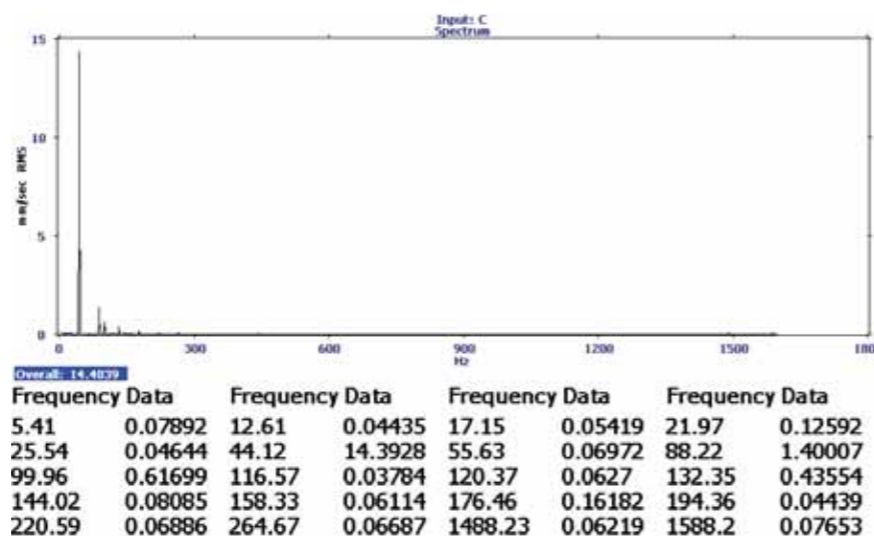 Input: C
Spectrum
15
10
5
0
mm/sec RMS
0 300 600 900 1200 1500 180
Hz
Overall: 14.4839
Frequency Data Frequency Data Frequency Data Frequency Data
5.41 0.07892 12.61 0.04435 17.15 0.05419 21.97 0.12592
25.54 0.04644 44.12 14.3928 55.63 0.06972 88.22 1.40007
99.96 0.61699 116.57 0.03784 120.37 0.0627 132.35 0.43554
144.02 0.08085 158.33 0.06114 176.46 0.16182 194.36 0.04439
220.59 0.06886 264.67 0.06687 1488.23 0.06219 1588.2 0.07653